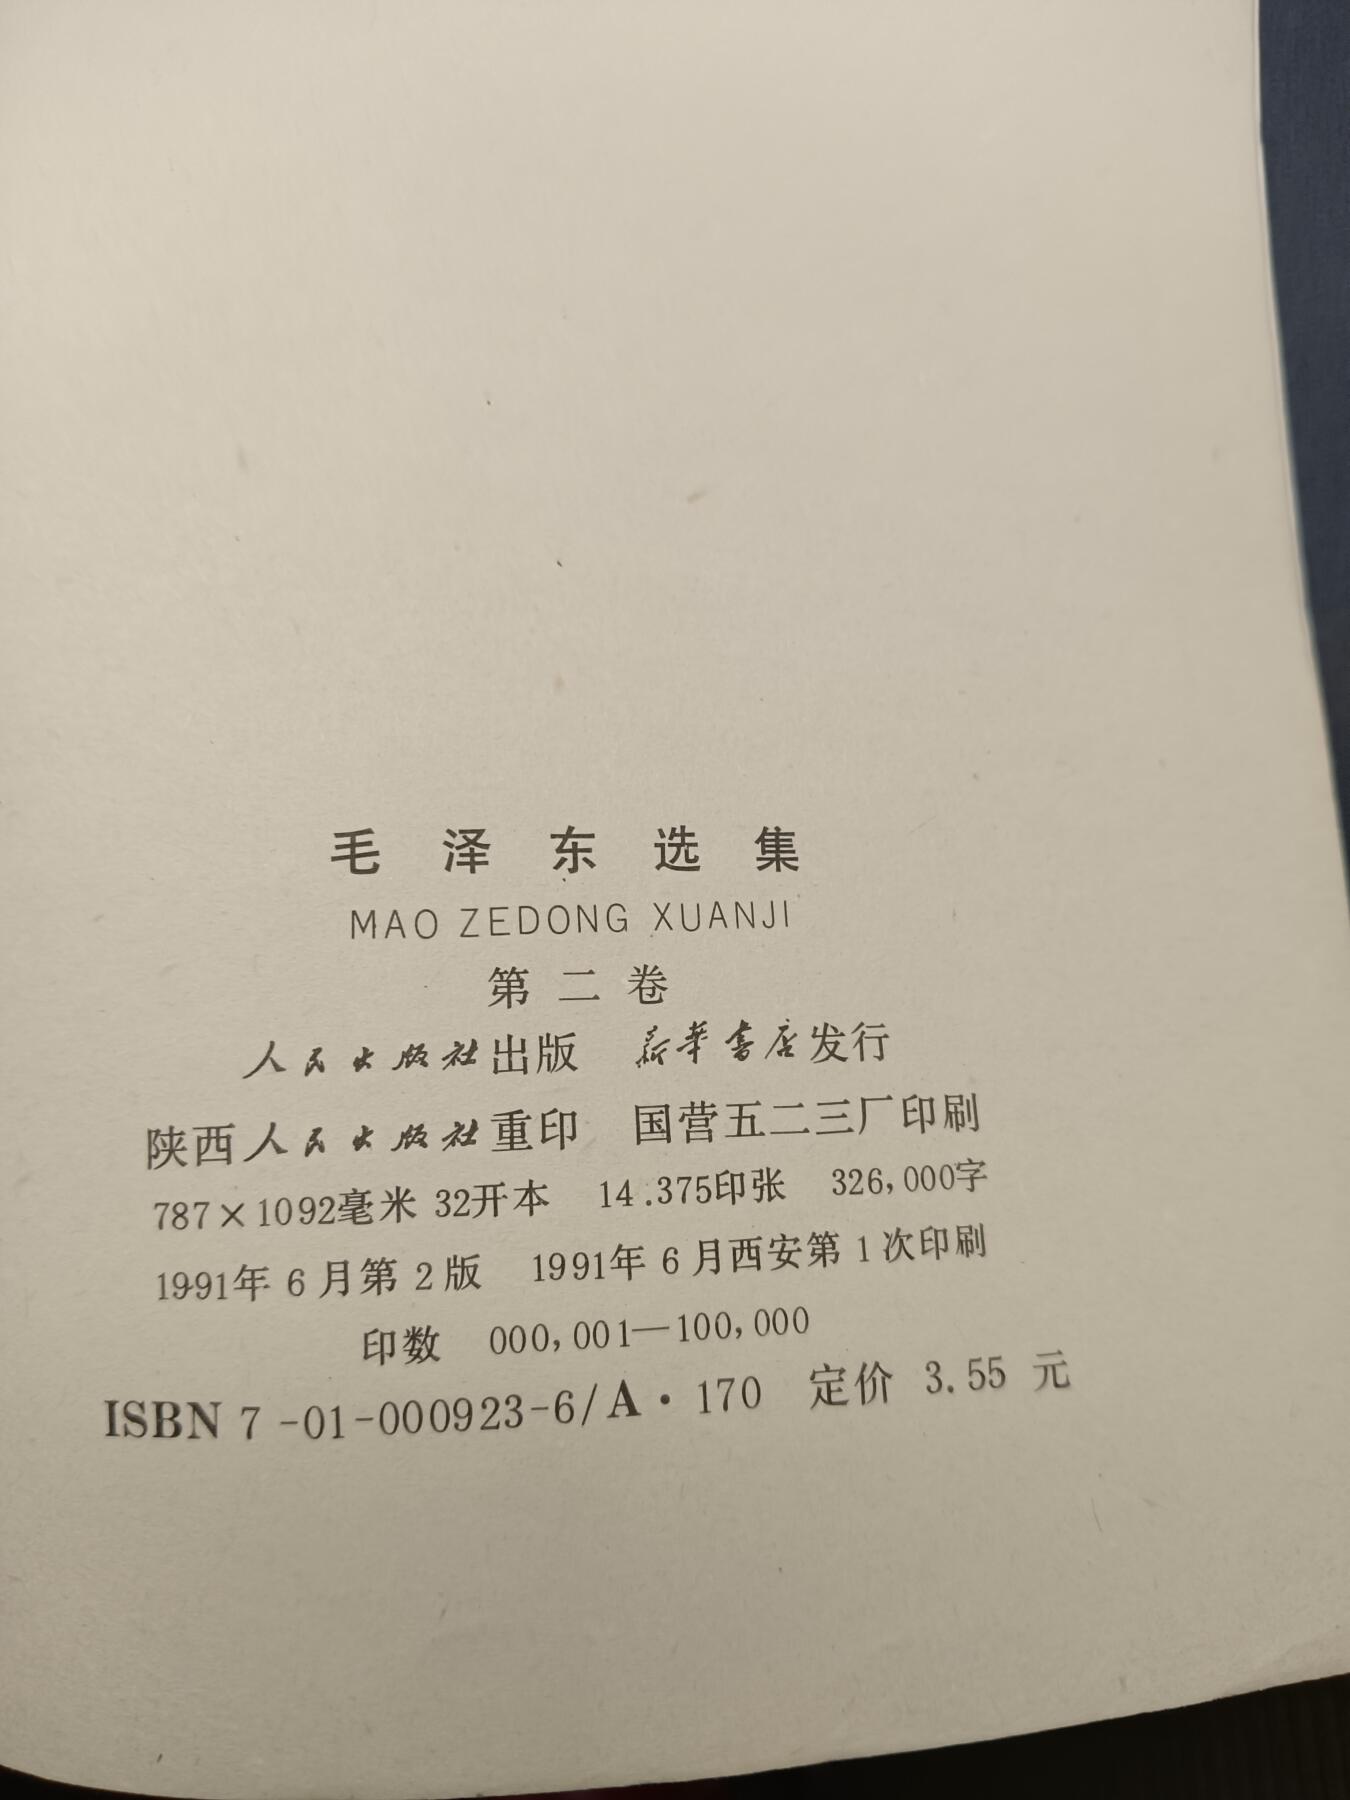 毛泽东选集
MAO ZEDONG XUANJI
第二卷
人民出版社出版 新華書店发行
陕西人民出版社重印 国营五二三厂印刷
787×1092毫米 32开本 14.375印张 326,000字
1991年6月第2版 1991年6月西安第1次印刷
印数 000,001—100,000
ISBN 7-01-000923-6/A·170 定价 3.55 元